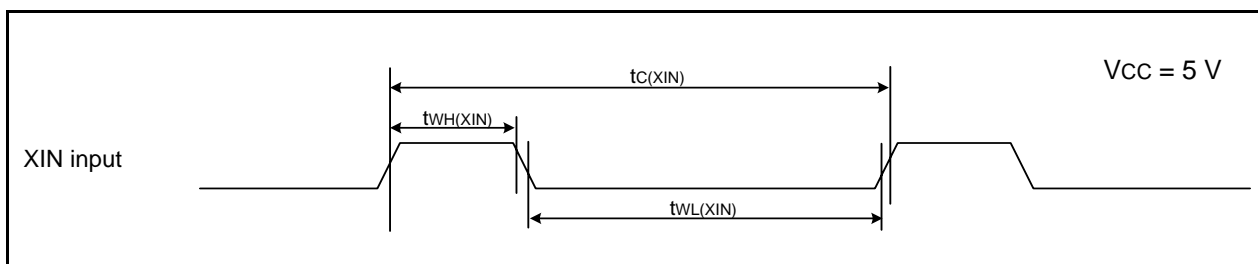 tC(XIN)
VCC = 5 V
tWH(XIN)
XIN input
tWL(XIN)